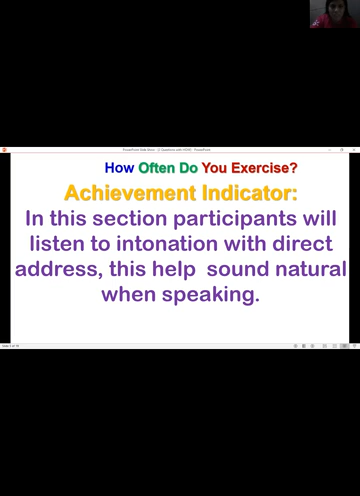 How Often Do You Exercise?
Achievement Indicator:
In this section participants will
listen to intonation with direct
address, this help sound natural
when speaking.